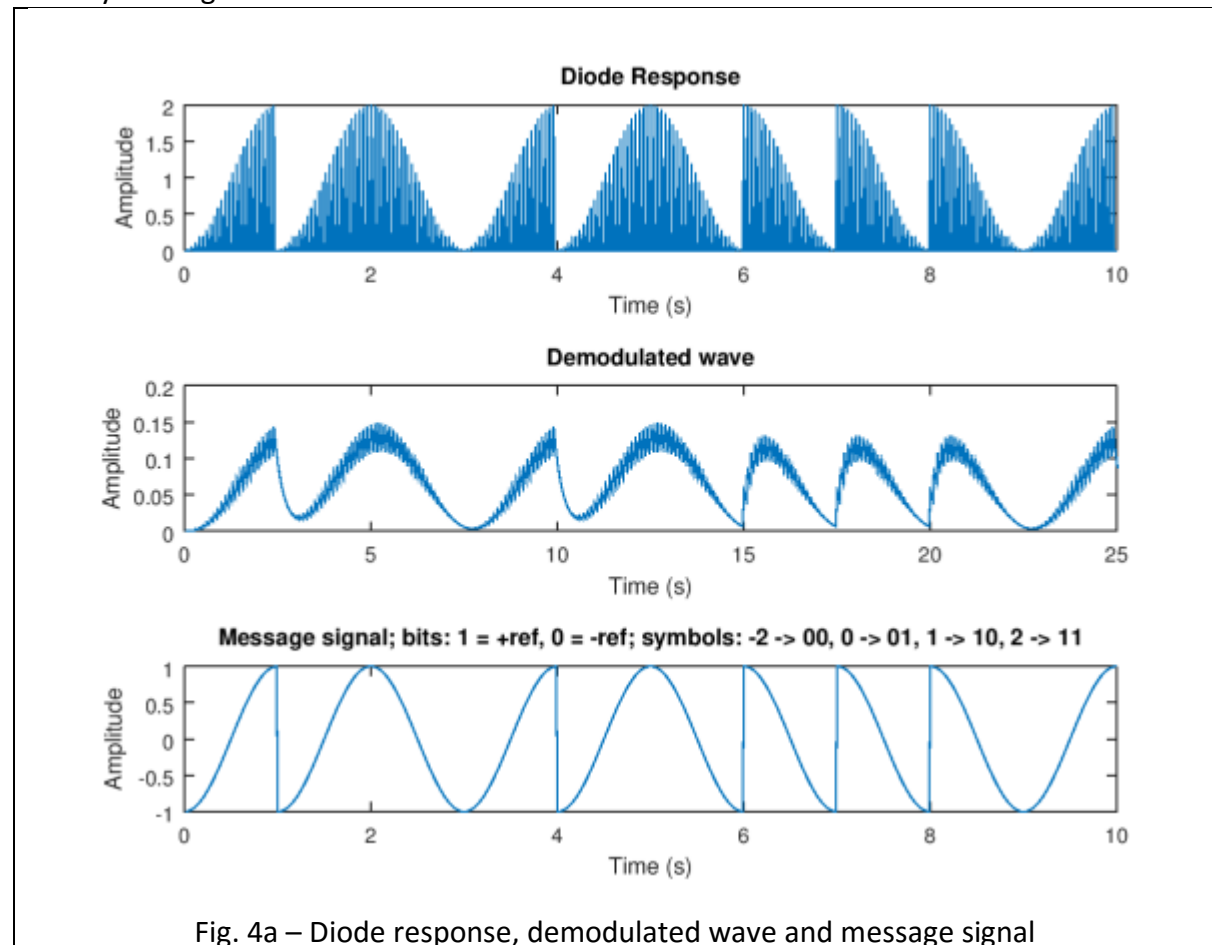 Diode Response
2
1.5
1
0.5
0
Amplitude
0 2 4 6 8 10
Time (s)
Demodulated wave
0.2
0.15
0.1
0.05
0
Amplitude
0 5 10 15 20 25
Time (s)
Message signal; bits: 1 = +ref, 0 = -ref; symbols: -2 -> 00, 0 -> 01, 1 -> 10, 2 -> 11
1
0.5
0
-0.5
-1
Amplitude
0 2 4 6 8 10
Time (s)
Fig. 4a – Diode response, demodulated wave and message signal